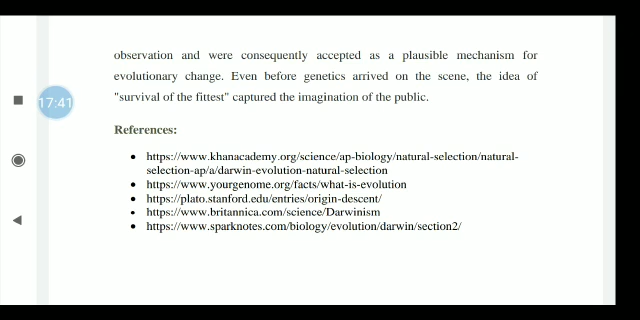 observation and were consequently accepted as a plausible mechanism for
evolutionary change. Even before genetics arrived on the scene, the idea of
"survival of the fittest" captured the imagination of the public.
17:41
References:
• https://www.khanacademy.org/science/ap-biology/natural-selection/natural-
selection-ap/a/darwin-evolution-natural-selection
• https://www.yourgenome.org/facts/what-is-evolution
• https://plato.stanford.edu/entries/origin-descent/
• https://www.britannica.com/science/Darwinism
• https://www.sparknotes.com/biology/evolution/darwin/section2/